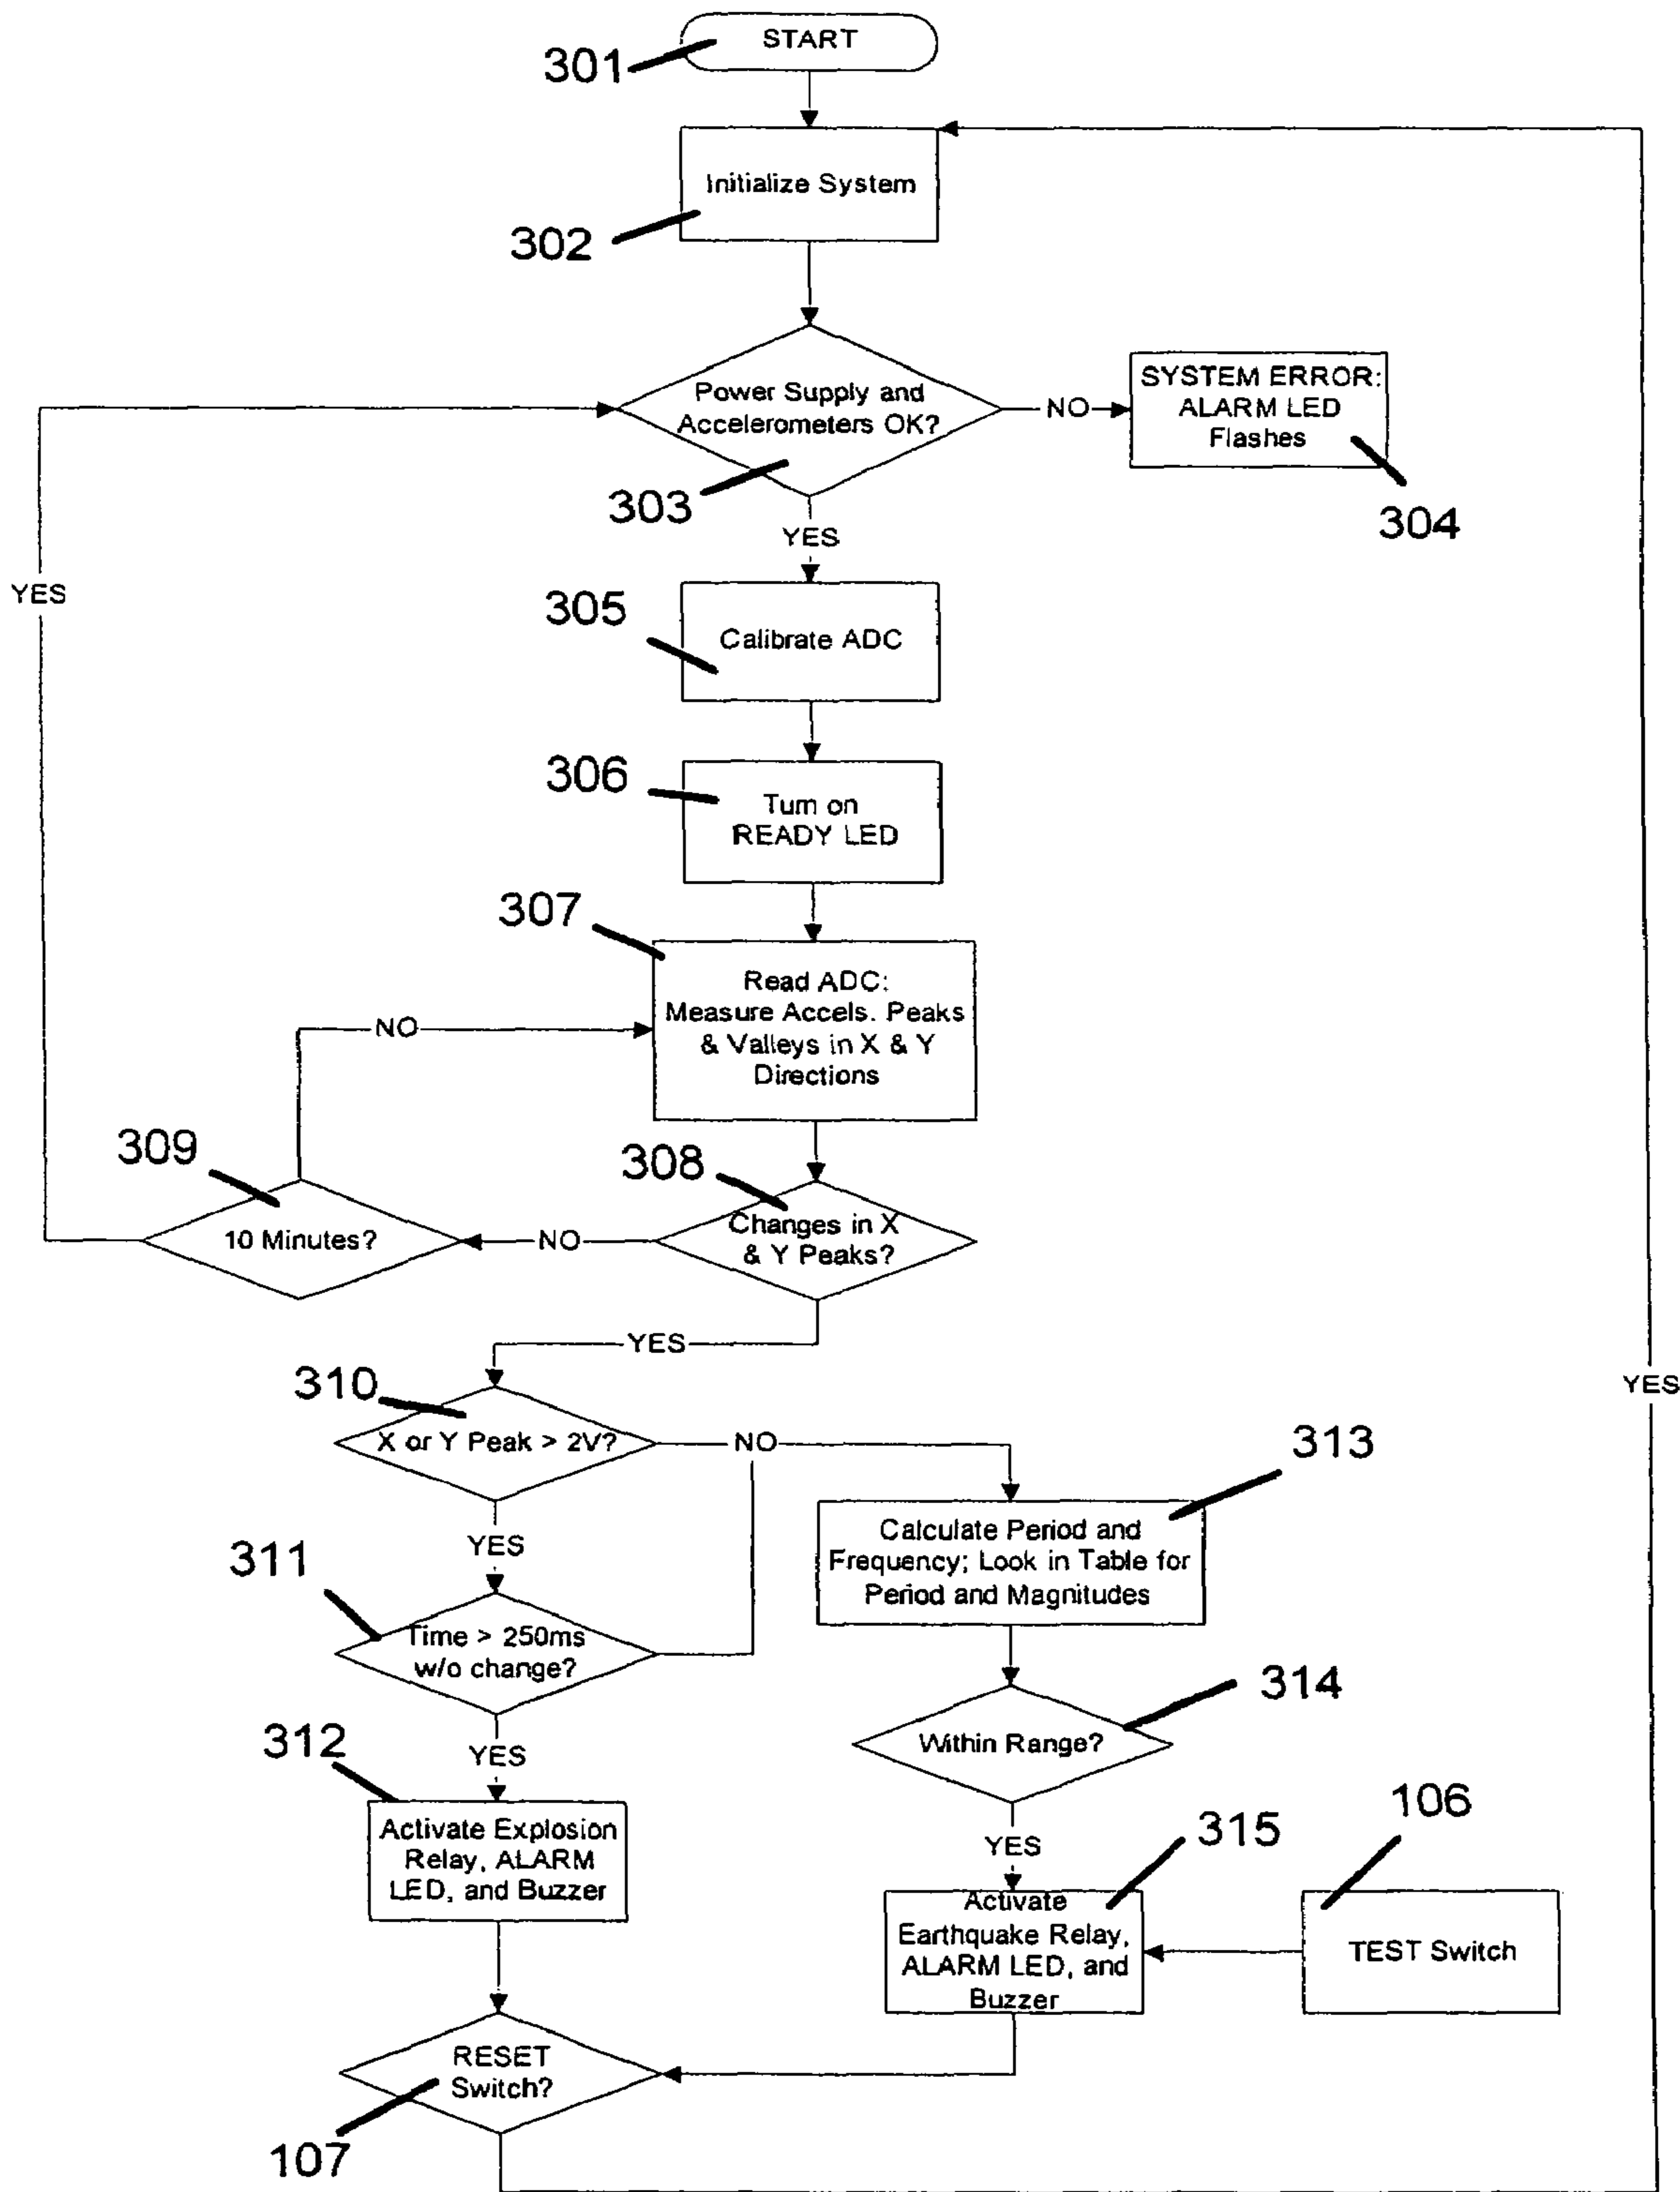 START
301
Initialize System
302
Power Supply and
Accelerometers OK?
NO
SYSTEM ERROR:
ALARM LED
Flashes
303
304
YES
YES
305
Calibrate ADC
306
Turn on
READY LED
307
Read ADC:
Measure Accels. Peaks
& Valleys in X & Y
Directions
NO
309
308
10 Minutes?
NO
Changes in X
& Y Peaks?
YES
310
YES
X or Y Peak > 2V?
NO
313
YES
Calculate Period and
Frequency; Look in Table for
Period and Magnitudes
311
Time > 250ms
w/o change?
314
312
YES
Within Range?
Activate Explosion
Relay, ALARM
LED, and Buzzer
YES
315
106
Activate
Earthquake Relay,
ALARM LED, and
Buzzer
TEST Switch
RESET
Switch?
107